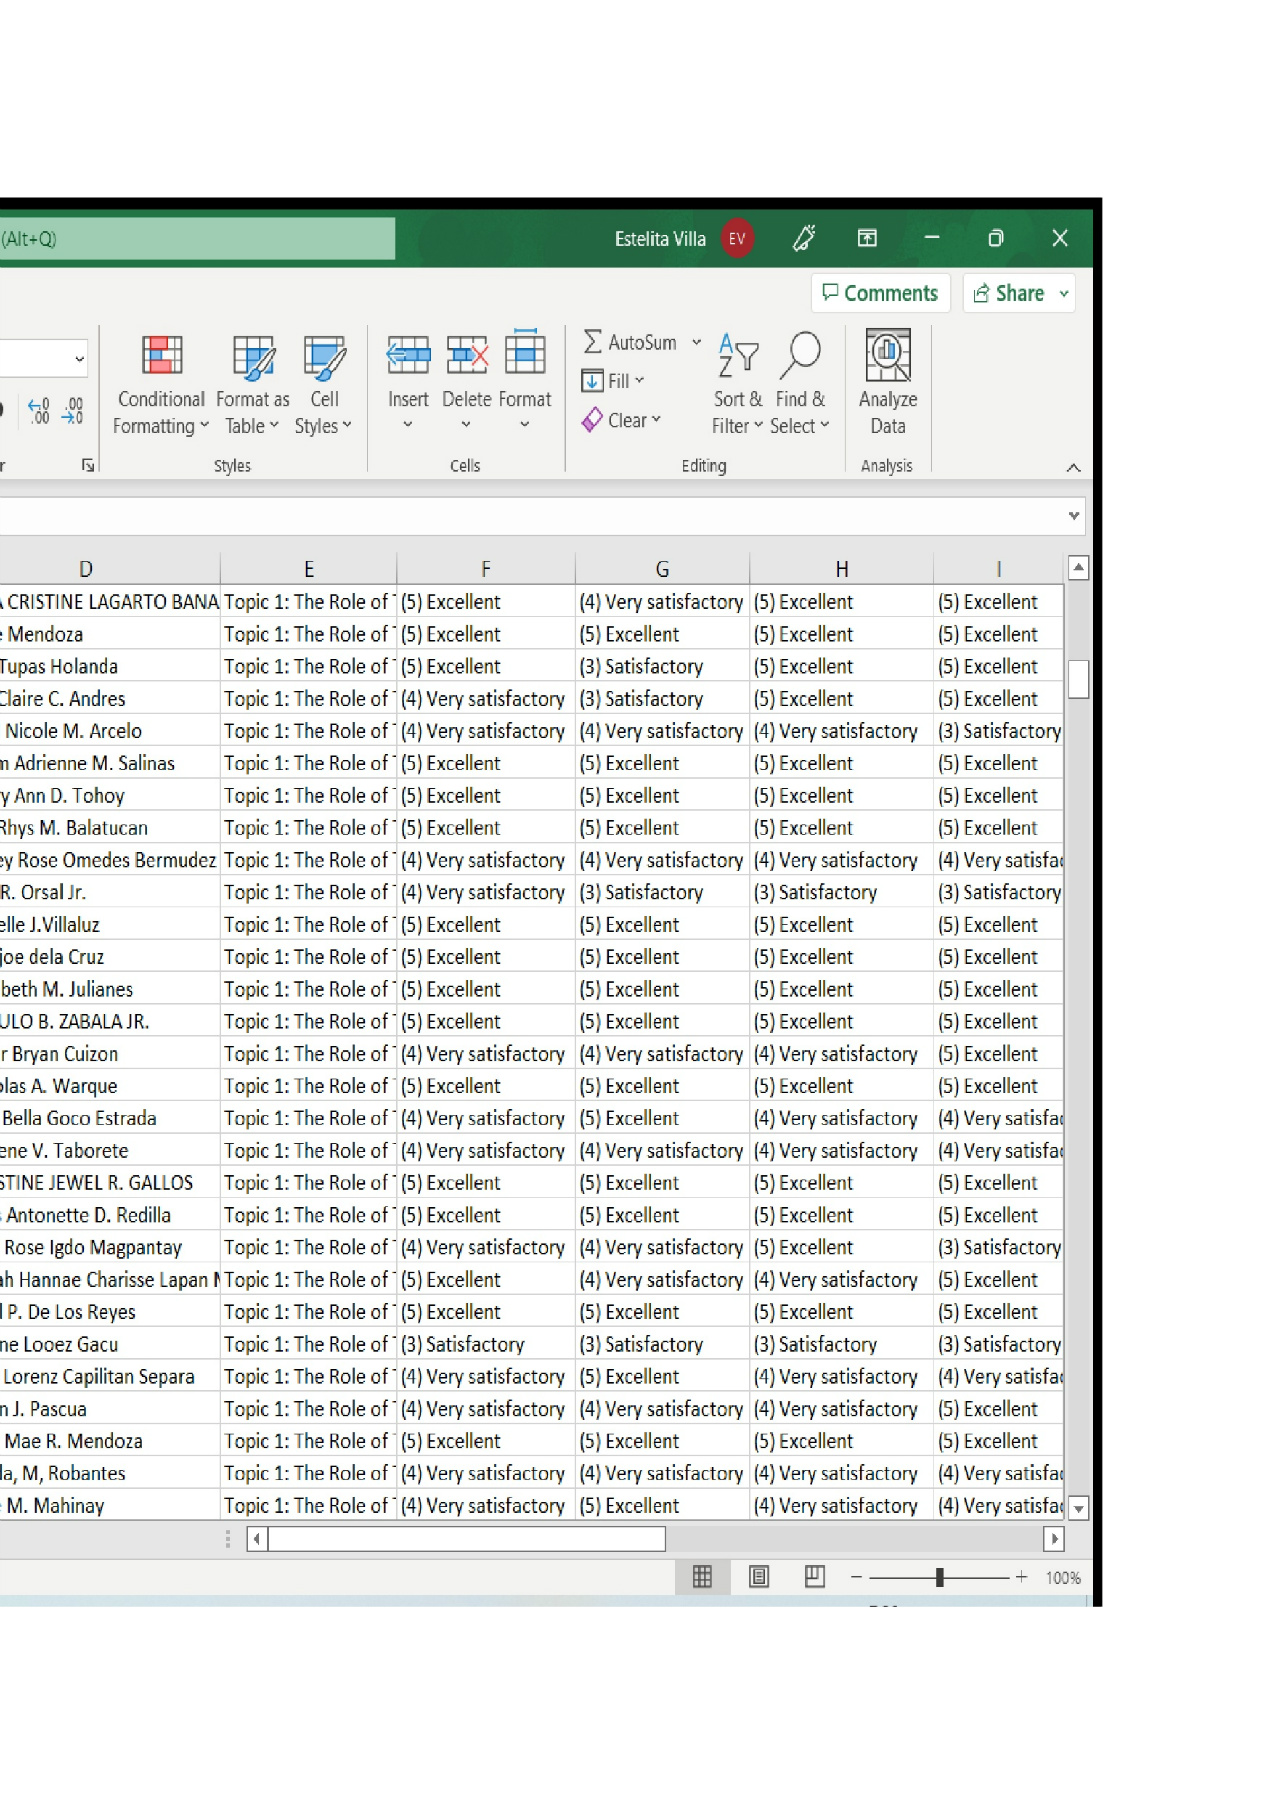 (Alt+Q) Estelita Villa EV
Comments Share
AutoSum
Fill
Conditional Format as Cell Insert Delete Format Sort & Find & Analyze
Formatting Table Styles Clear Filter Select Data
Styles Cells Editing Analysis
D E F G H I
CRISTINE LAGARTO BANA Topic 1: The Role of (5) Excellent (4) Very satisfactory (5) Excellent (5) Excellent
Mendoza Topic 1: The Role of (5) Excellent (5) Excellent (5) Excellent (5) Excellent
Tupas Holanda Topic 1: The Role of (5) Excellent (3) Satisfactory (5) Excellent (5) Excellent
Claire C. Andres Topic 1: The Role of (4) Very satisfactory (3) Satisfactory (5) Excellent (5) Excellent
Nicole M. Arcelo Topic 1: The Role of (4) Very satisfactory (4) Very satisfactory (4) Very satisfactory (3) Satisfactory
m Adrienne M. Salinas Topic 1: The Role of (5) Excellent (5) Excellent (5) Excellent (5) Excellent
y Ann D. Tohoy Topic 1: The Role of (5) Excellent (5) Excellent (5) Excellent (5) Excellent
Rhys M. Balatucan Topic 1: The Role of (5) Excellent (5) Excellent (5) Excellent (5) Excellent
ey Rose Omedes Bermudez Topic 1: The Role of (4) Very satisfactory (4) Very satisfactory (4) Very satisfactory (4) Very satisfac
R. Orsal Jr. Topic 1: The Role of (4) Very satisfactory (3) Satisfactory (3) Satisfactory (3) Satisfactory
elle J.Villaluz Topic 1: The Role of (5) Excellent (5) Excellent (5) Excellent (5) Excellent
joe dela Cruz Topic 1: The Role of (5) Excellent (5) Excellent (5) Excellent (5) Excellent
beth M. Julianes Topic 1: The Role of (5) Excellent (5) Excellent (5) Excellent (5) Excellent
ULO B. ZABALA JR. Topic 1: The Role of (5) Excellent (5) Excellent (5) Excellent (5) Excellent
r Bryan Cuizon Topic 1: The Role of (4) Very satisfactory (4) Very satisfactory (4) Very satisfactory (5) Excellent
olas A. Warque Topic 1: The Role of (5) Excellent (5) Excellent (5) Excellent (5) Excellent
Bella Goco Estrada Topic 1: The Role of (4) Very satisfactory (5) Excellent (4) Very satisfactory (4) Very satisfac
ene V. Taborete Topic 1: The Role of (4) Very satisfactory (4) Very satisfactory (4) Very satisfactory (4) Very satisfac
STINE JEWEL R. GALLOS Topic 1: The Role of (5) Excellent (5) Excellent (5) Excellent (5) Excellent
Antonette D. Redilla Topic 1: The Role of (5) Excellent (5) Excellent (5) Excellent (5) Excellent
Rose Igdo Magpantay Topic 1: The Role of (4) Very satisfactory (4) Very satisfactory (5) Excellent (3) Satisfactory
ah Hannae Charisse Lapan Topic 1: The Role of (5) Excellent (4) Very satisfactory (4) Very satisfactory (5) Excellent
P. De Los Reyes Topic 1: The Role of (5) Excellent (5) Excellent (5) Excellent (5) Excellent
ne Looez Gacu Topic 1: The Role of (3) Satisfactory (3) Satisfactory (3) Satisfactory (3) Satisfactory
Lorenz Capilitan Separa Topic 1: The Role of (4) Very satisfactory (5) Excellent (4) Very satisfactory (4) Very satisfac
n J. Pascua Topic 1: The Role of (4) Very satisfactory (4) Very satisfactory (4) Very satisfactory (5) Excellent
Mae R. Mendoza Topic 1: The Role of (5) Excellent (5) Excellent (5) Excellent (5) Excellent
la, M, Robantes Topic 1: The Role of (4) Very satisfactory (4) Very satisfactory (4) Very satisfactory (4) Very satisfac
M. Mahinay Topic 1: The Role of (4) Very satisfactory (5) Excellent (4) Very satisfactory (4) Very satisfac
100%